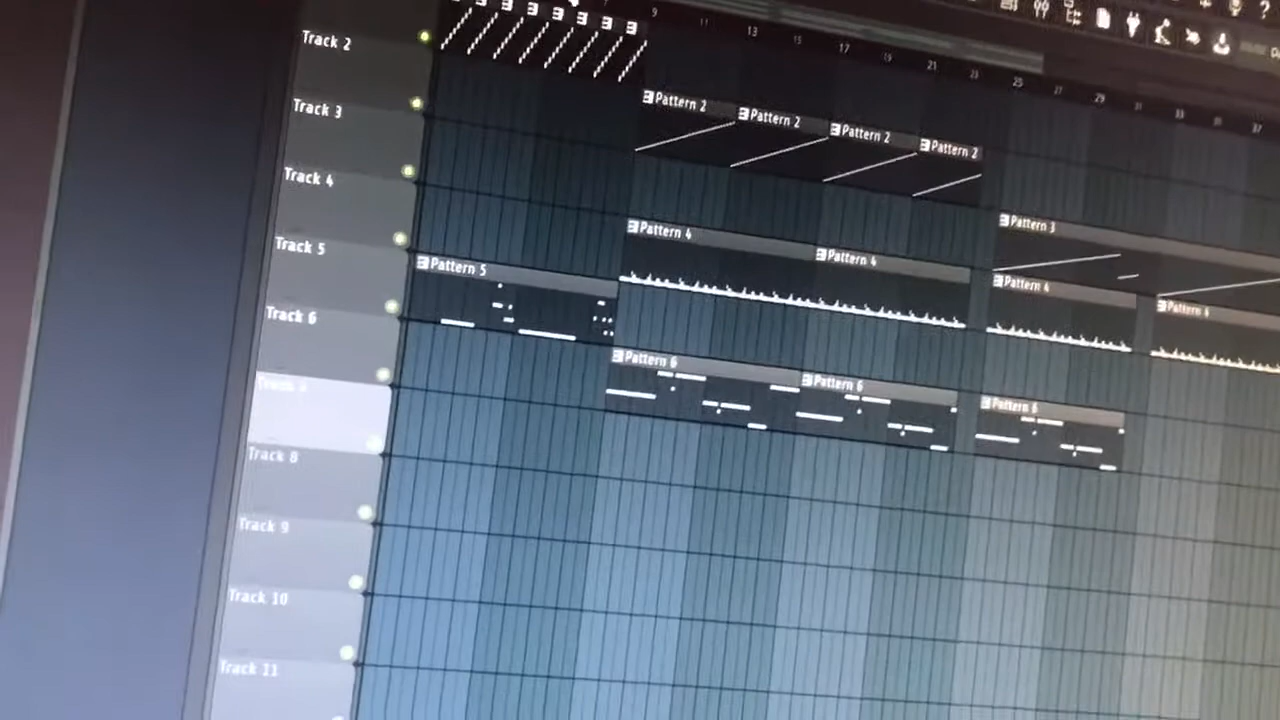 9 11 13 15 17 19 21 23 25 27 29 31 33 35 37
Track 2
Track 3
Pattern 2 Pattern 2 Pattern 2 Pattern 2
Track 4
Pattern 3
Track 5
Pattern 4 Pattern 4 Pattern 4 Pattern 4
Pattern 5
Track 6
Pattern 6 Pattern 6 Pattern 6
Track 8
Track 9
Track 10
Track 11